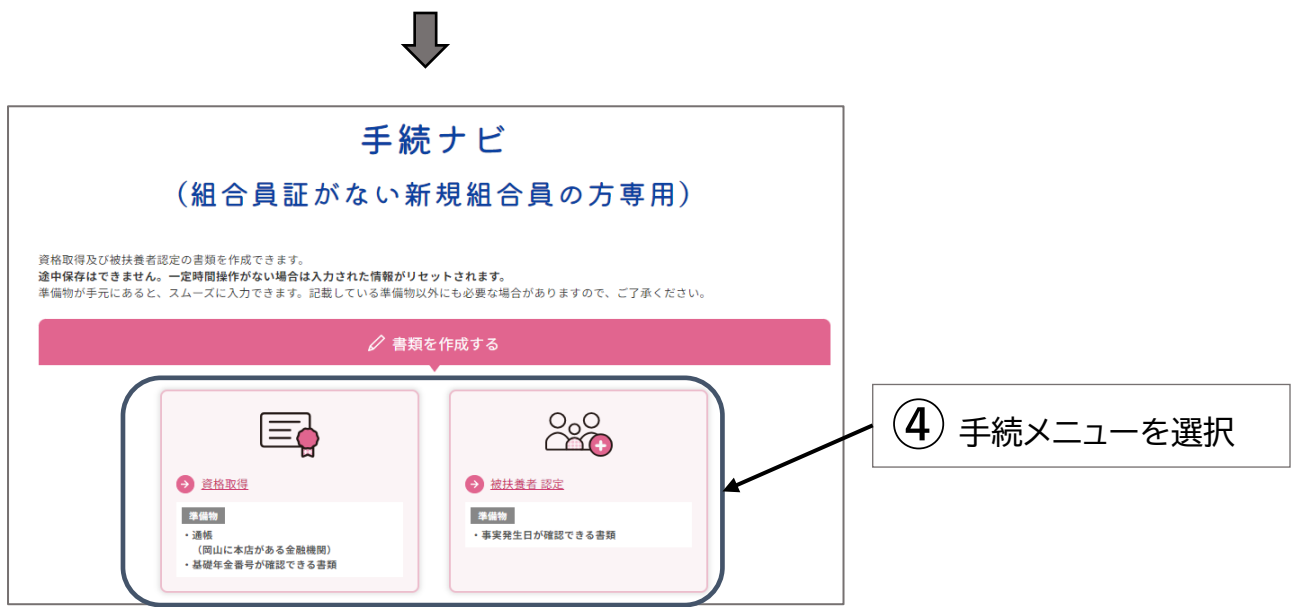 手続ナビ
（組合員証がない新規組合員の方専用）
資格取得及び被扶養者認定の書類を作成できます。
途中保存はできません。一定時間操作がない場合は入力された情報がリセットされます。
準備物が手元にあると、スムーズに入力できます。記載している準備物以外にも必要な場合がありますので、ご了承ください。
書類を作成する
資格取得
準備物
・通帳
（岡山に本店がある金融機関）
・基礎年金番号が確認できる書類
被扶養者 認定
準備物
・事実発生日が確認できる書類
④ 手続メニューを選択